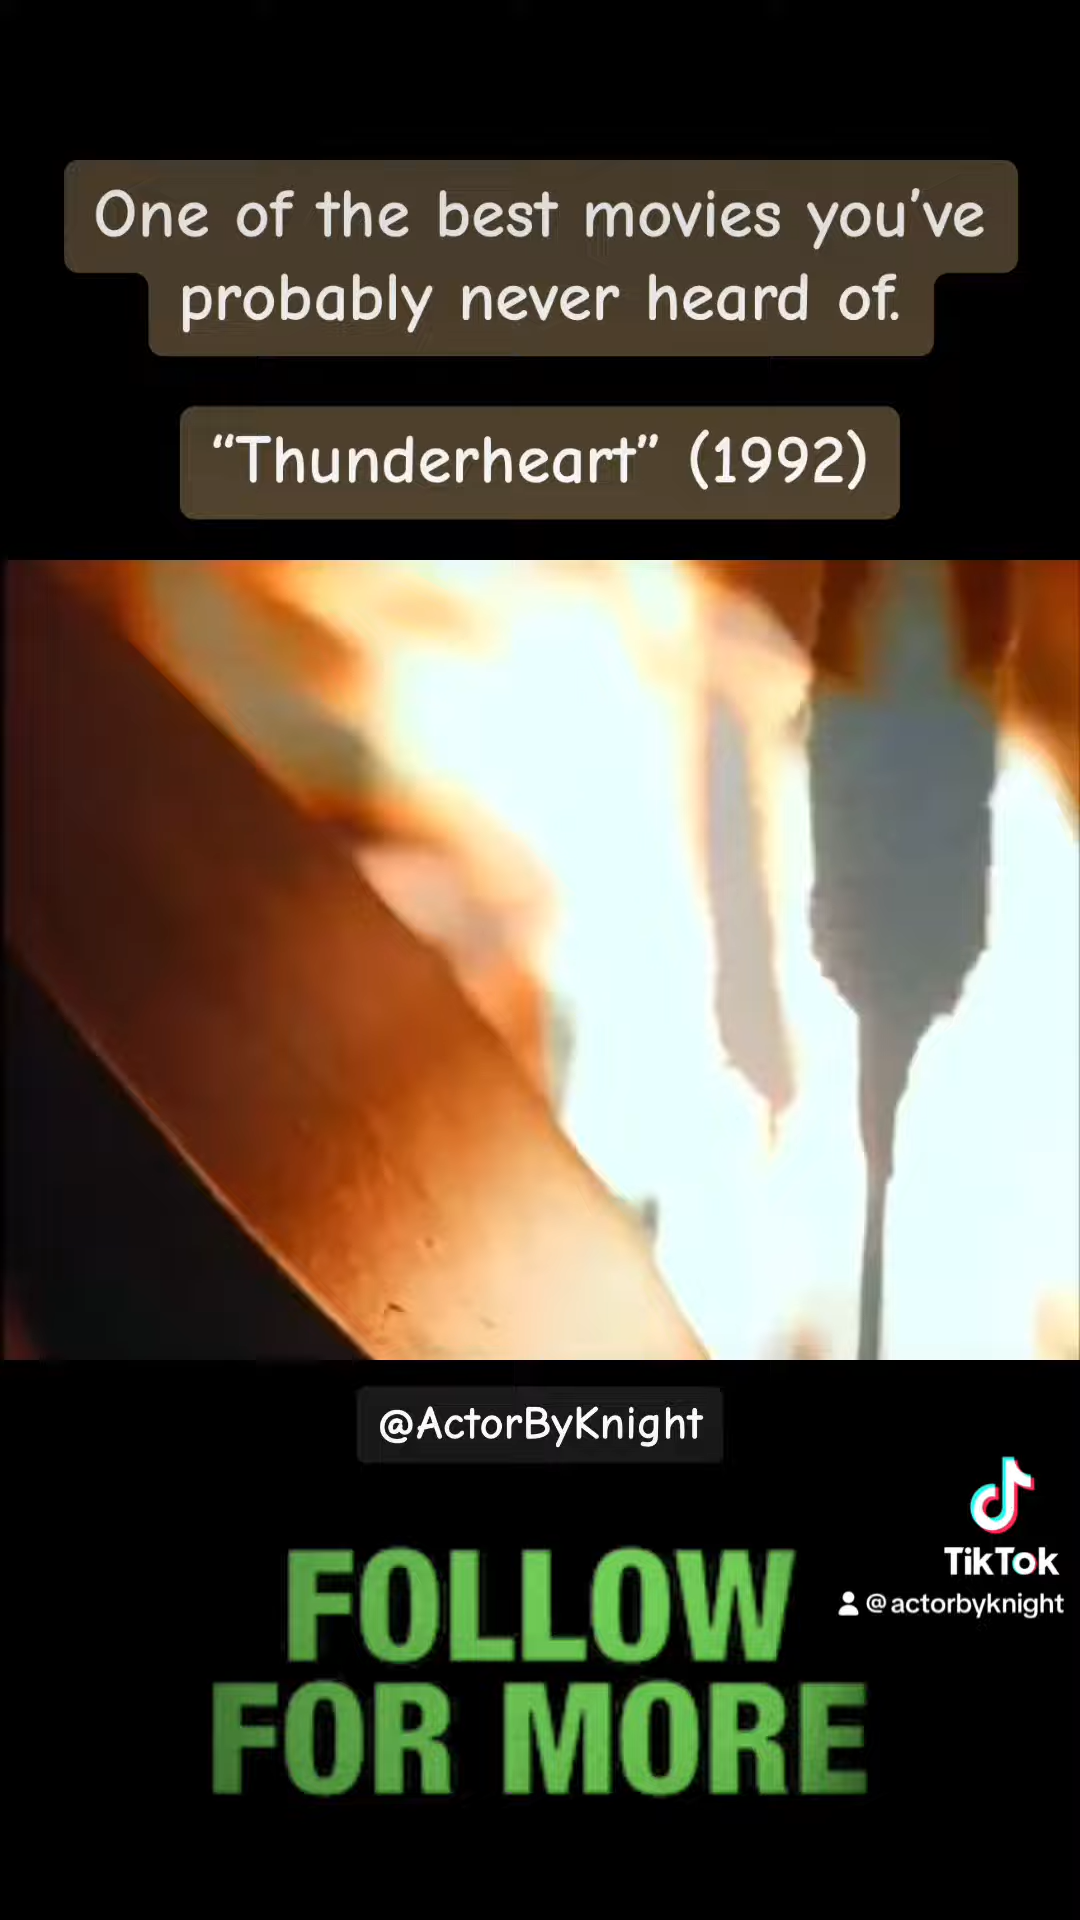 One of the best movies you’ve
probably never heard of.
“Thunderheart” (1992)
@ActorByKnight
TikTok
@actorbyknight
FOLLOW
FOR MORE